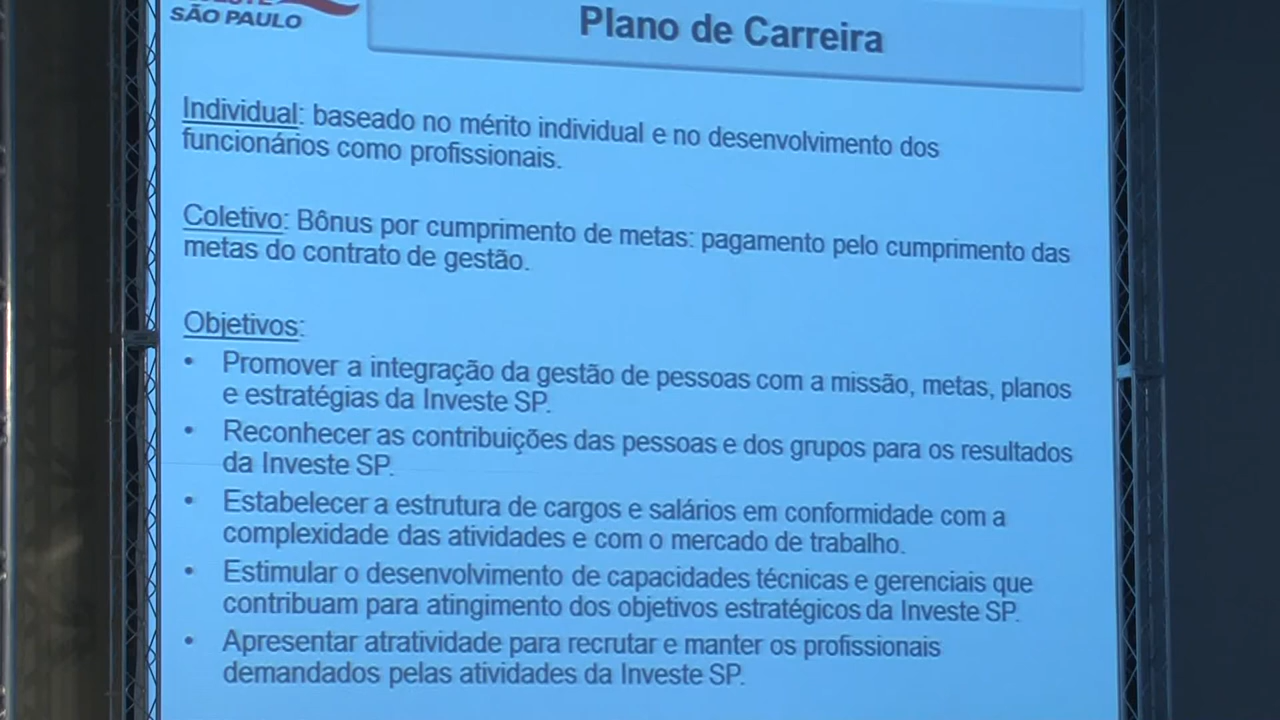 SÃO PAULO
Plano de Carreira
Individual: baseado no mérito individual e no desenvolvimento dos
funcionários como profissionais.
Coletivo: Bônus por cumprimento de metas: pagamento pelo cumprimento das
metas do contrato de gestão.
Objetivos:
• Promover a integração da gestão de pessoas com a missão, metas, planos
e estratégias da Investe SP.
• Reconhecer as contribuições das pessoas e dos grupos para os resultados
da Investe SP.
• Estabelecer a estrutura de cargos e salários em conformidade com a
complexidade das atividades e com o mercado de trabalho.
• Estimular o desenvolvimento de capacidades técnicas e gerenciais que
contribuam para atingimento dos objetivos estratégicos da Investe SP.
• Apresentar atratividade para recrutar e manter os profissionais
demandados pelas atividades da Investe SP.